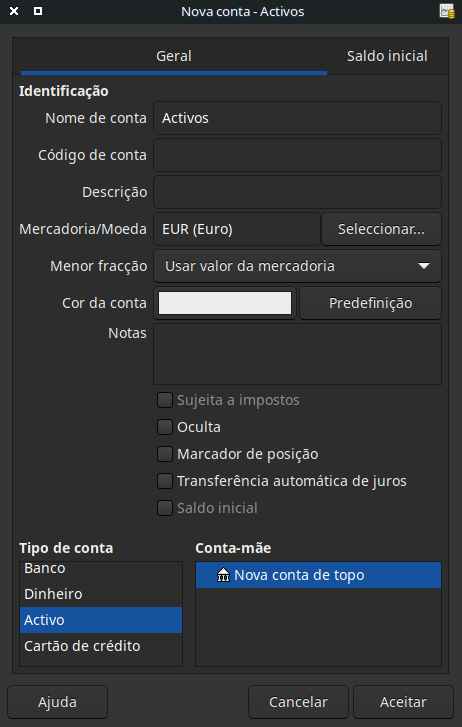 Nova conta - Activos
Geral
Saldo inicial
Identificação
Nome de conta
Activos
Código de conta
Descrição
Mercadoria/Moeda
EUR (Euro)
Seleccionar...
Menor fracção
Usar valor da mercadoria
Cor da conta
Predefinição
Notas
Sujeita a impostos
Oculta
Marcador de posição
Transferência automática de juros
Saldo inicial
Tipo de conta
Conta-mãe
Banco
Nova conta de topo
Dinheiro
Activo
Cartão de crédito
Ajuda
Cancelar
Aceitar